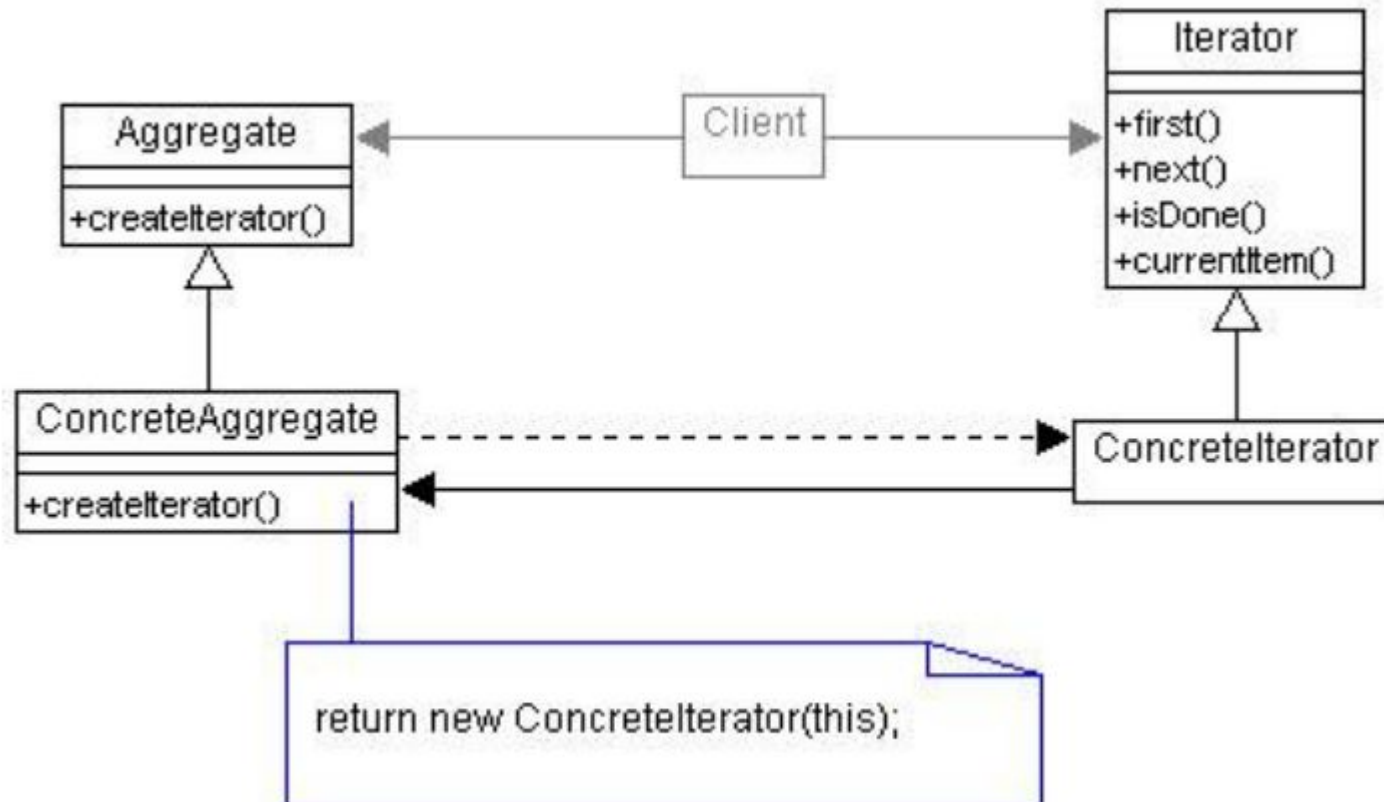 Iterator
+first()
+next()
+isDone()
+currentItem()
Client
Aggregate
+createIterator()
ConcreteAggregate
+createIterator()
ConcreteIterator
return new ConcreteIterator(this);